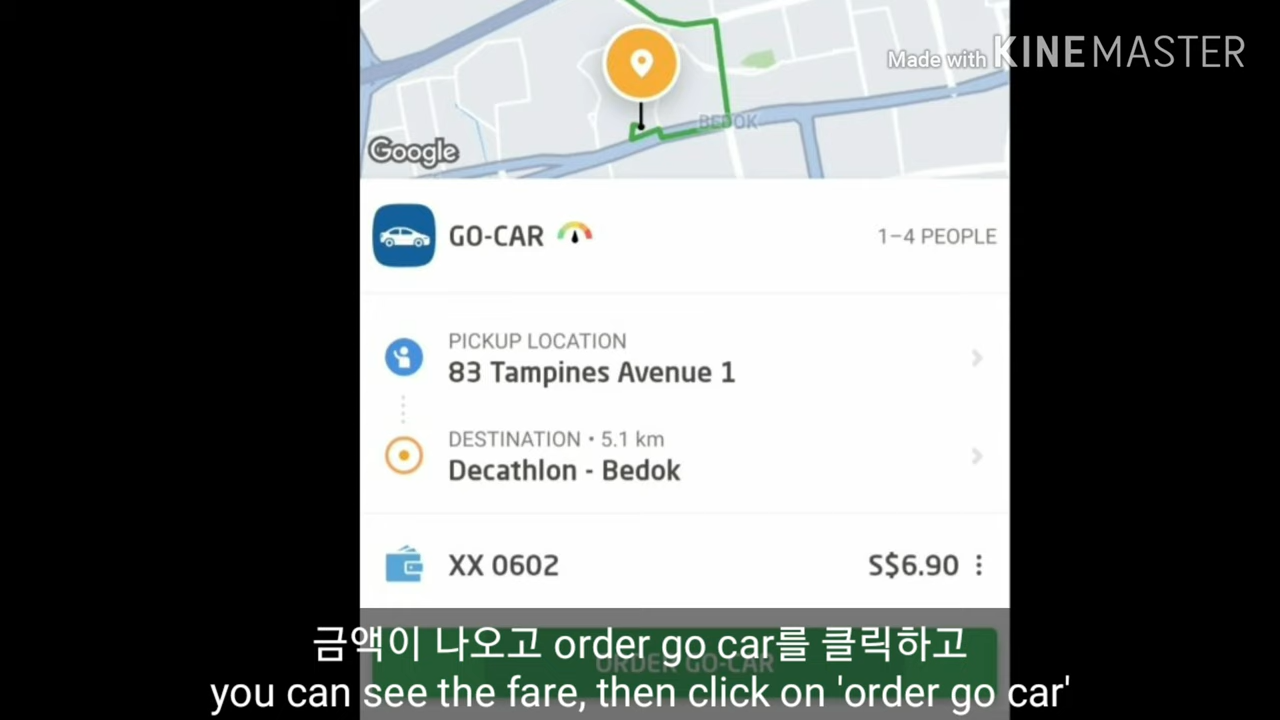 Made with KINEMASTER
BEDOK
Google
GO-CAR
1-4 PEOPLE
PICKUP LOCATION
83 Tampines Avenue 1
DESTINATION • 5.1 km
Decathlon - Bedok
XX 0602
S$6.90
ORDER GO-CAR
금액이 나오고 order go car를 클릭하고
you can see the fare, then click on 'order go car'